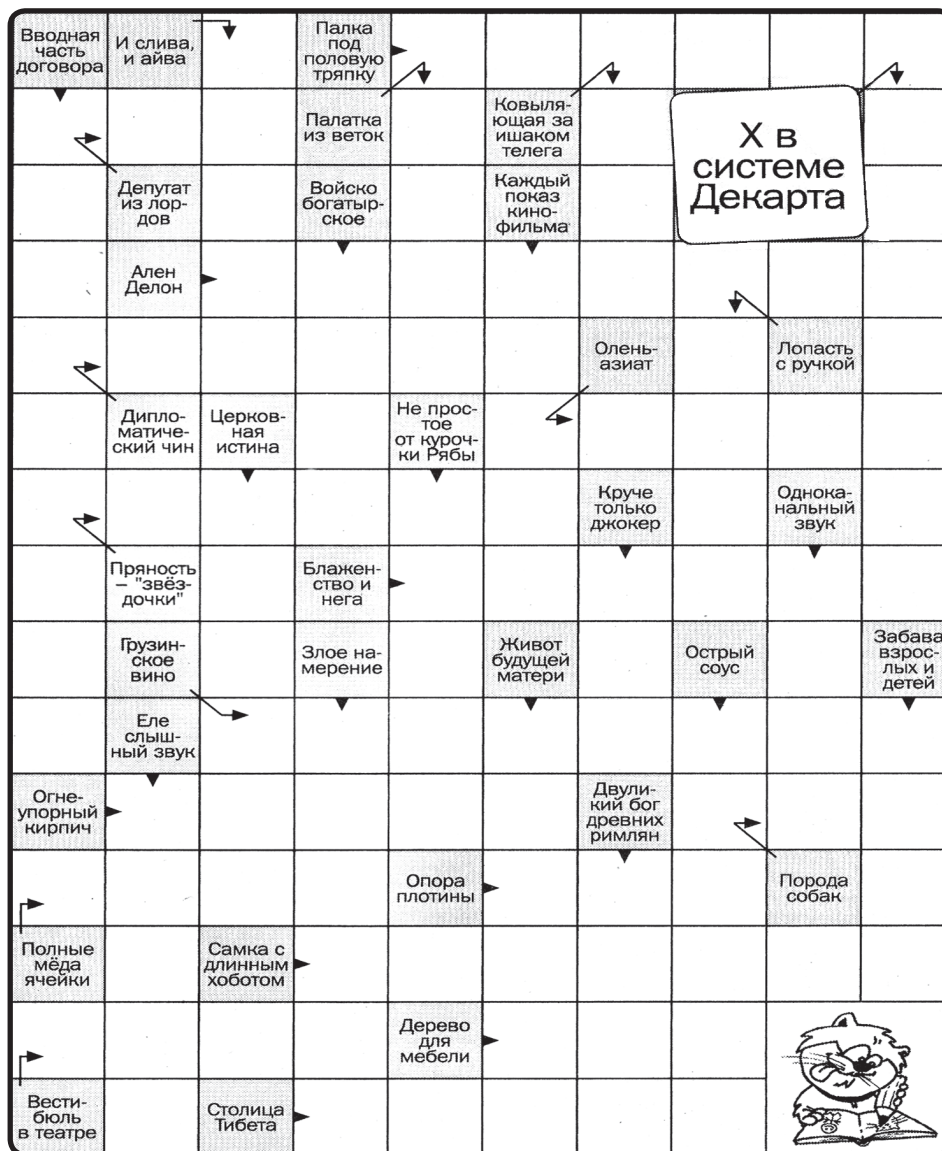 Вводная
часть
договора
И слива,
и айва
Палка
под
половую
тряпку
Палатка
из веток
Ковыля-
ющая за
ишаком
телега
X в
системе
Декарта
Депутат
из лор-
дов
Войско
богатыр-
ское
Каждый
показ
кино-
фильма
Ален
Делон
Олень-
азиат
Лопасть
с ручкой
Дипло-
матиче-
ский чин
Церков-
ная
истина
Не прос-
тое
от куроч-
ки Рябы
Круче
только
джокер
Однока-
нальный
звук
Пряность
– "звёз-
дочки"
Блажен-
ство и
нега
Грузин-
ское
вино
Злое на-
мерение
Живот
будущей
матери
Острый
соус
Забава
взрос-
лых и
детей
Еле
слыш-
ный звук
Огне-
упорный
кирпич
Двули-
кий бог
древних
римлян
Опора
плотины
Порода
собак
Полные
мёда
ячейки
Самка с
длинным
хоботом
Дерево
для
мебели
Вести-
бюль
в театре
Столица
Тибета